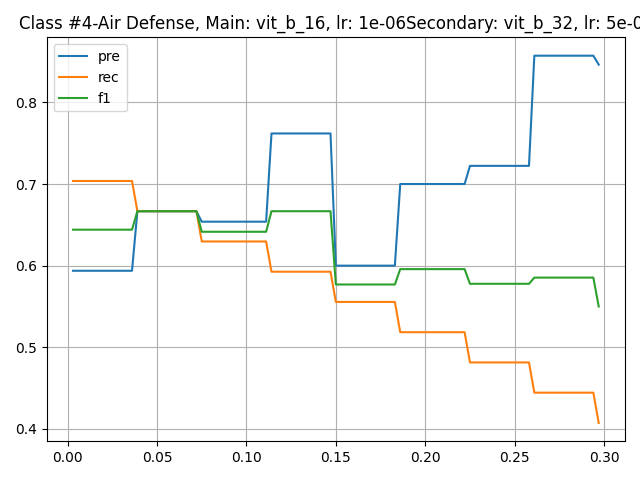 Class #4-Air Defense, Main: vit_b_16, lr: 1e-06Secondary: vit_b_32, lr: 5e-0
pre
rec
f1
0.8
0.7
0.6
0.5
0.4
0.00 0.05 0.10 0.15 0.20 0.25 0.30